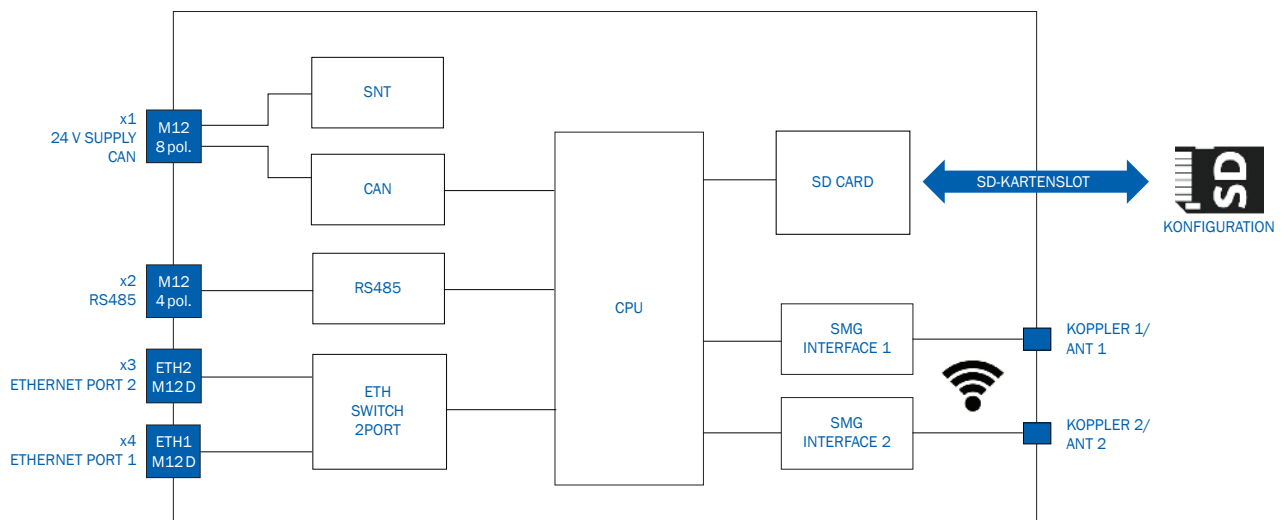 x1
24 V SUPPLY
CAN
M12
8 pol.
SNT
CAN
x2
RS485
M12
4 pol.
RS485
x3
ETHERNET PORT 2
ETH2
M12 D
x4
ETHERNET PORT 1
ETH1
M12 D
ETH
SWITCH
2PORT
CPU
SD CARD
SD-KARTENSLOT
SD
KONFIGURATION
SMG
INTERFACE 1
KOPPLER 1/
ANT 1
SMG
INTERFACE 2
KOPPLER 2/
ANT 2